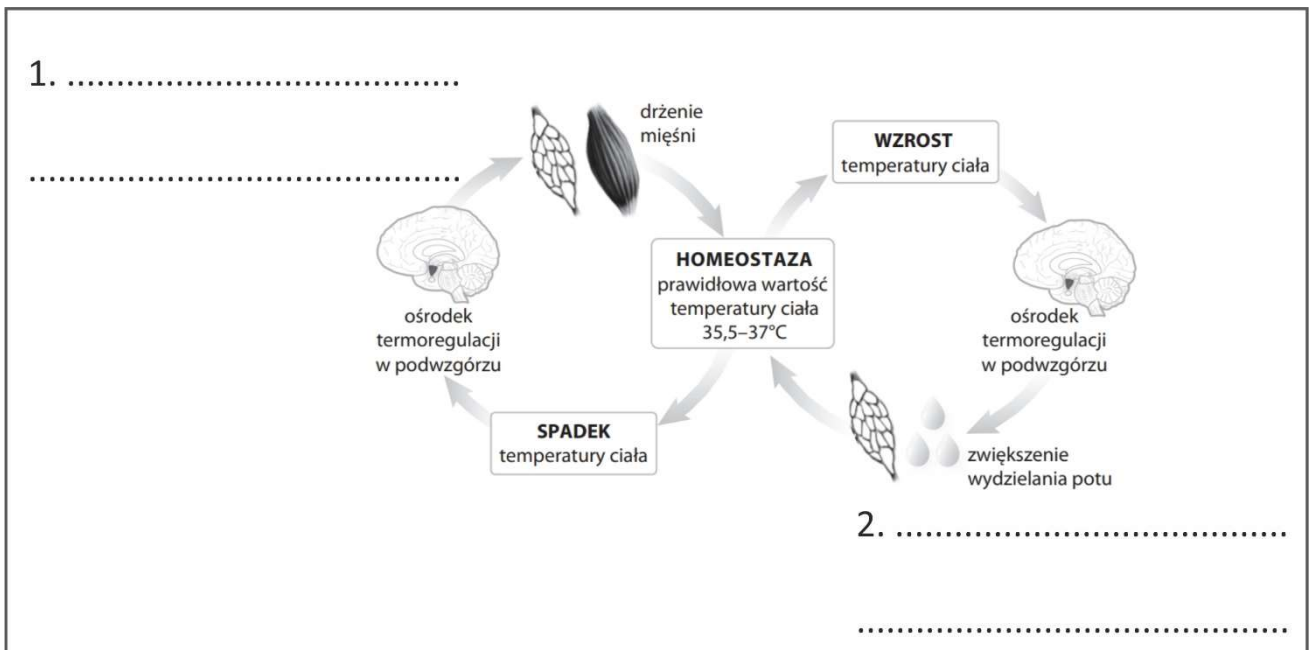 1. ..........................................
..............................................
drżenie
mięśni
WZROST
temperatury ciała
HOMEOSTAZA
prawidłowa wartość
temperatury ciała
35,5–37°C
ośrodek
termoregulacji
w podwzgórzu
ośrodek
termoregulacji
w podwzgórzu
SPADEK
temperatury ciała
zwiększenie
wydzielania potu
2. ..........................................
..............................................